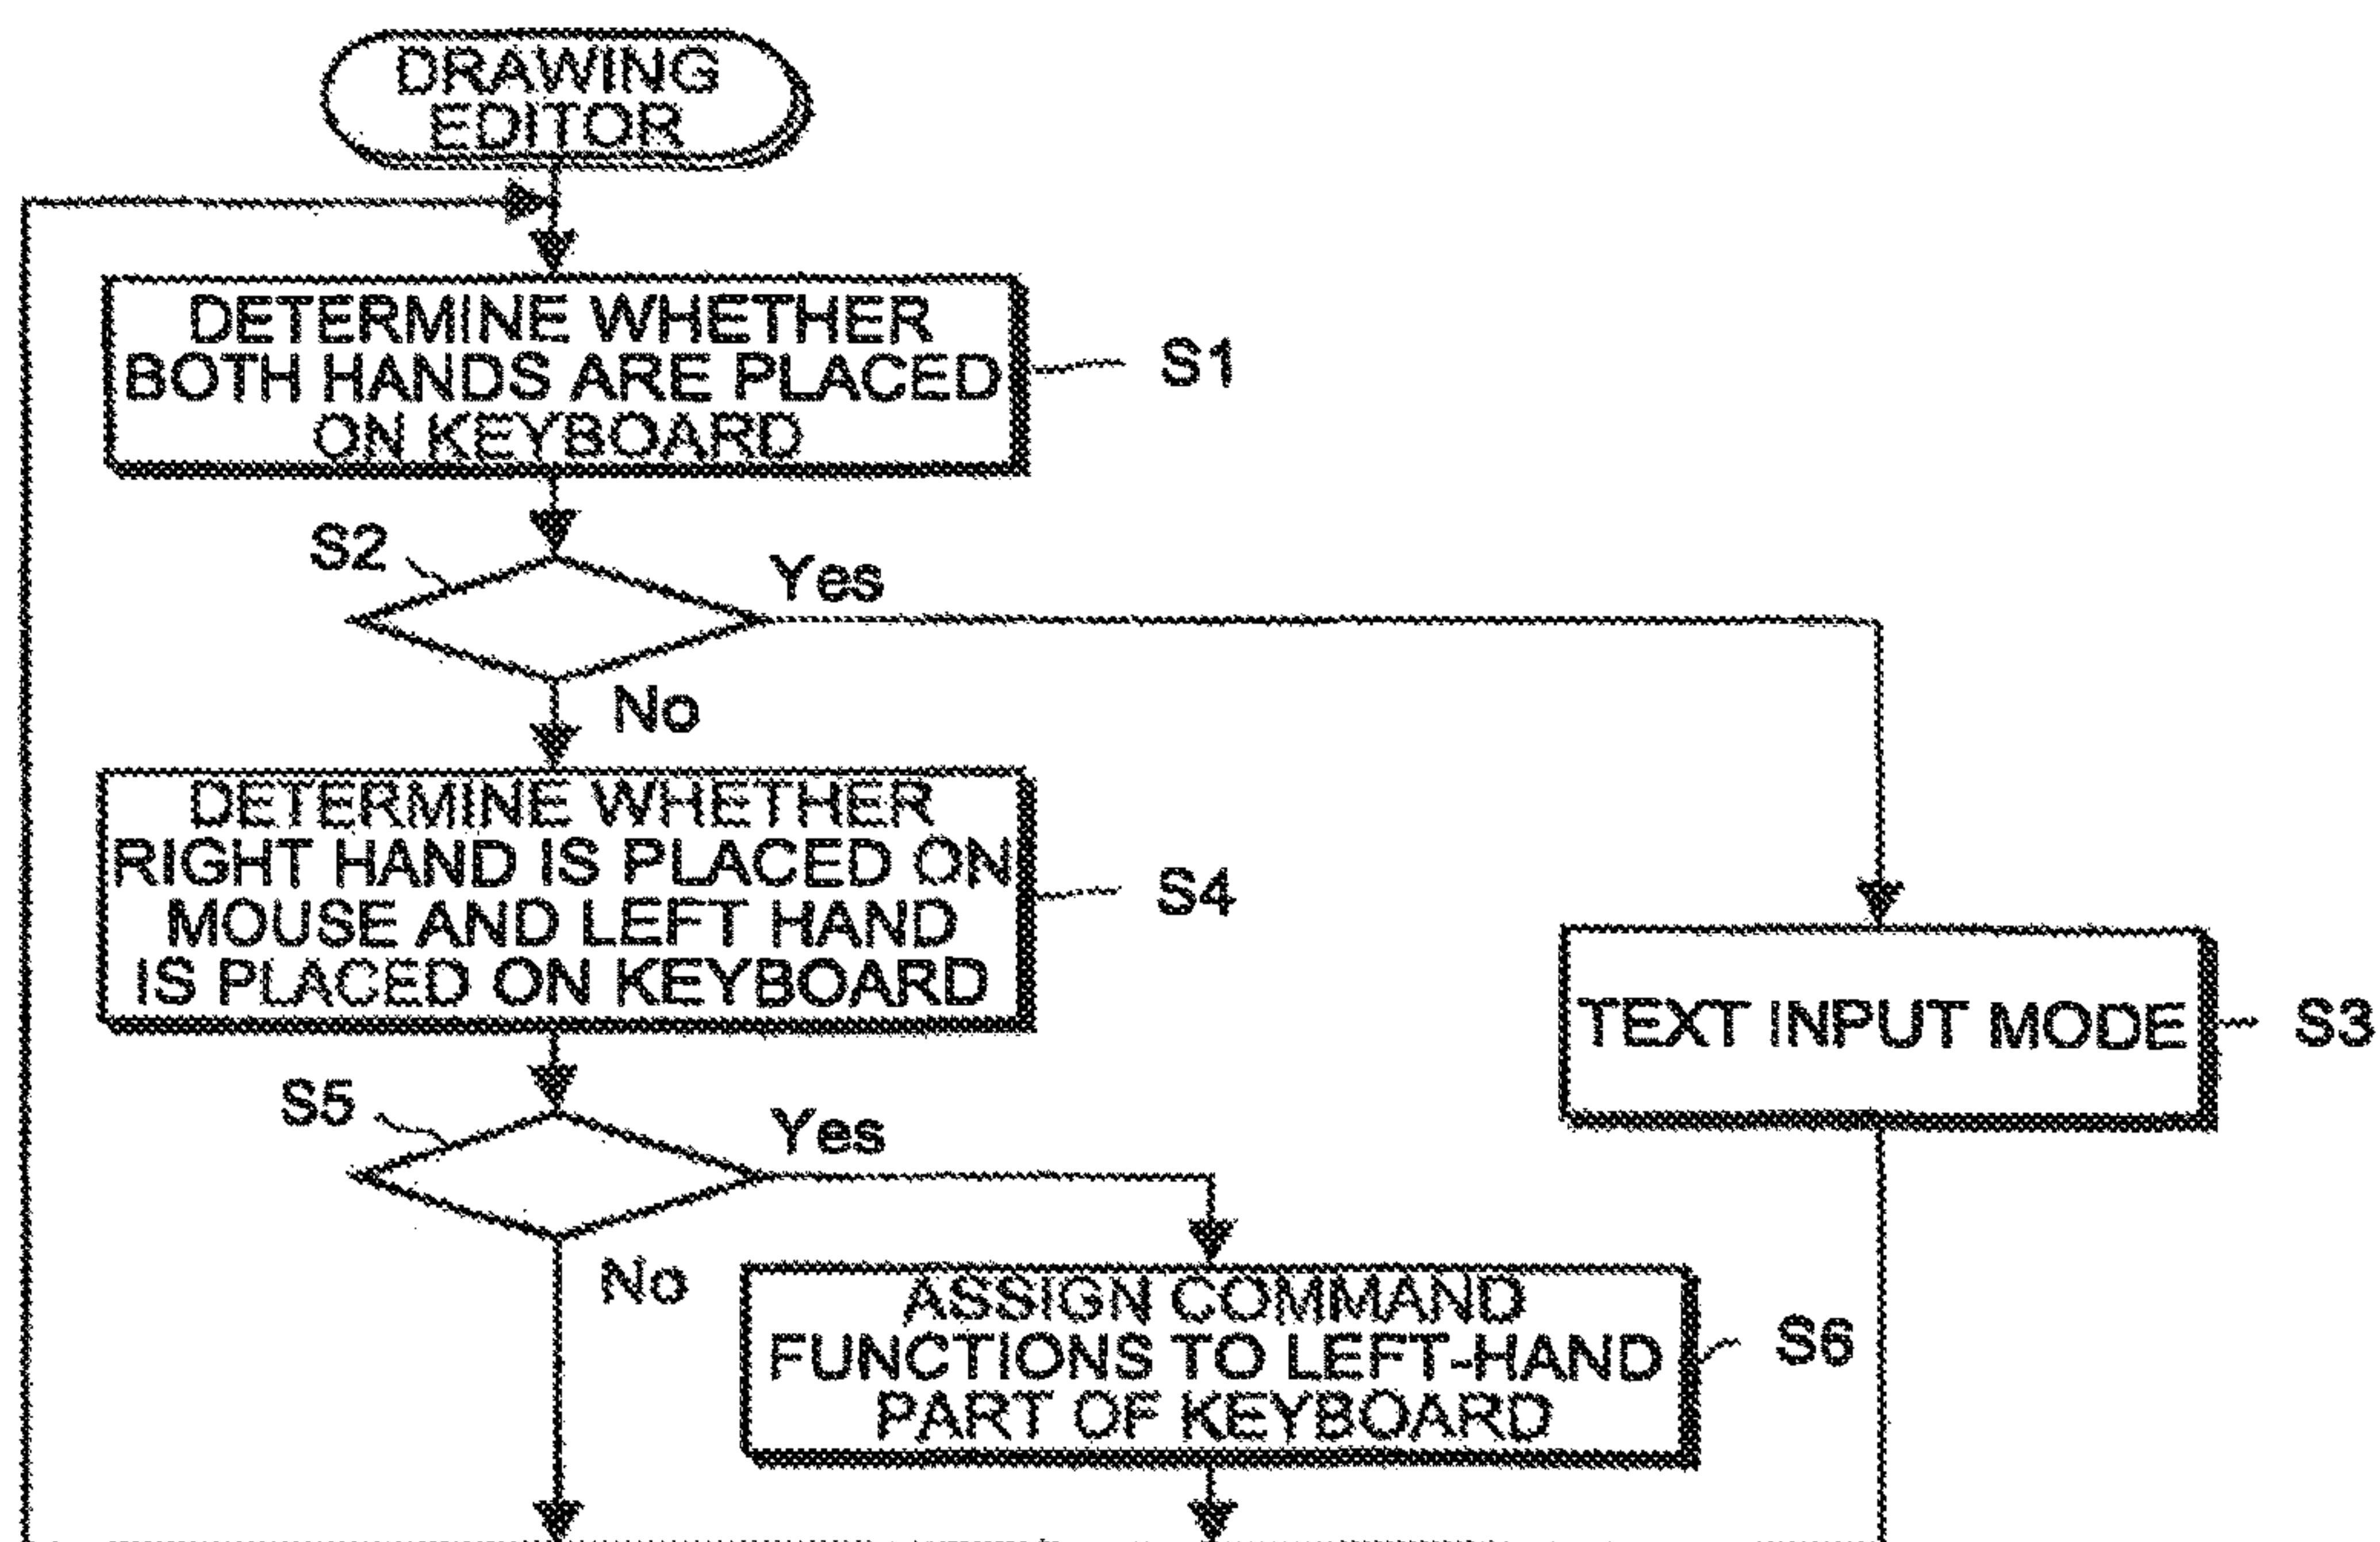 DRAWING
EDITOR
DETERMINE WHETHER
BOTH HANDS ARE PLACED
ON KEYBOARD
S1
S2
Yes
No
DETERMINE WHETHER
RIGHT HAND IS PLACED ON
MOUSE AND LEFT HAND
IS PLACED ON KEYBOARD
S4
TEXT INPUT MODE
S3
S5
Yes
No
ASSIGN COMMAND
FUNCTIONS TO LEFT-HAND
PART OF KEYBOARD
S6